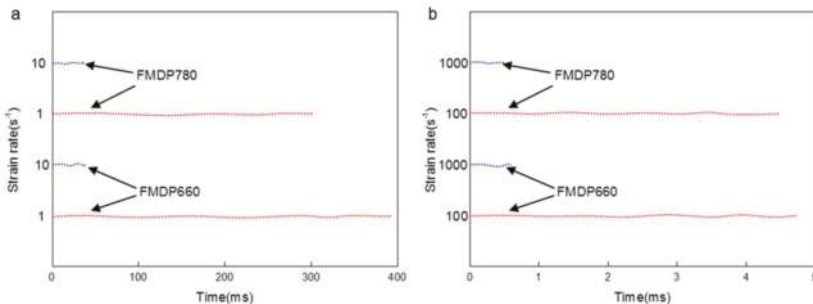 a
Strain rate(s⁻¹)
10
1
10
1
FMDP780
FMDP660
0 100 200 300 400
Time(ms)
b
Strain rate(s⁻¹)
1000
100
1000
100
FMDP780
FMDP660
0 1 2 3 4 5
Time(ms)